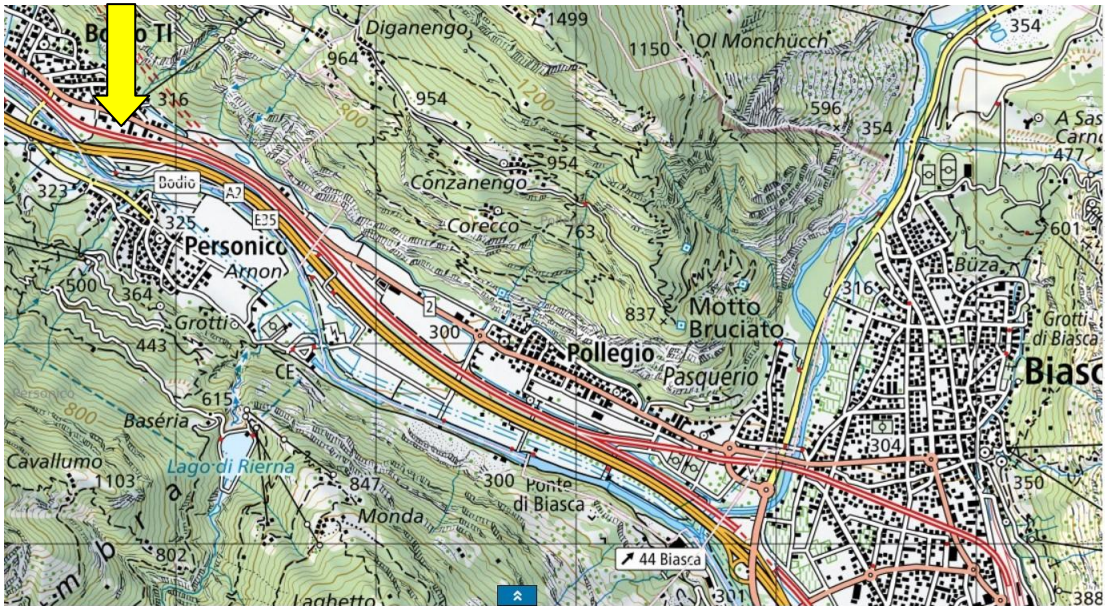 1499
Diganengo
1150
Ol Monchücch
354
964
1200
954
800
596
354
316
A Sas
Carno
477
954
Conzanengo
Bodio
A2
E35
323
325
Corecco
763
601
Personico
Arnon
Büza
500
364
316
Motto
Bruciato
837
2
300
Grotti
Grotti
di Biasca
443
Pollegio
Pasquerio
CE
Biasc
615
800
Baséria
304
Lago di Rierna
Cavallumo
1103
847
300
Ponte
di Biasca
350
Monda
802
44 Biasca
301
Laghetto
388